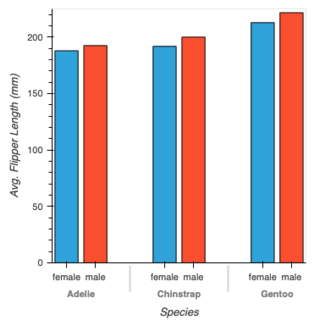 Avg. Flipper Length (mm)
200
150
100
50
0
female male female male female male
Adelie Chinstrap Gentoo
Species